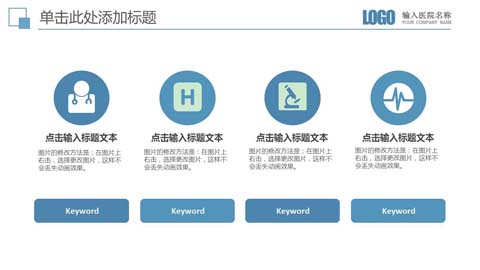 单击此处添加标题
LOGO
输入医院名称
YOUR COMPANY NAME
H
点击输入标题文本
图片的修改方法是：在图片上
右击，选择更改图片，这样不
会丢失动画效果。
Keyword
点击输入标题文本
图片的修改方法是：在图片上
右击，选择更改图片，这样不
会丢失动画效果。
Keyword
点击输入标题文本
图片的修改方法是：在图片上
右击，选择更改图片，这样不
会丢失动画效果。
Keyword
点击输入标题文本
图片的修改方法是：在图片上
右击，选择更改图片，这样不
会丢失动画效果。
Keyword